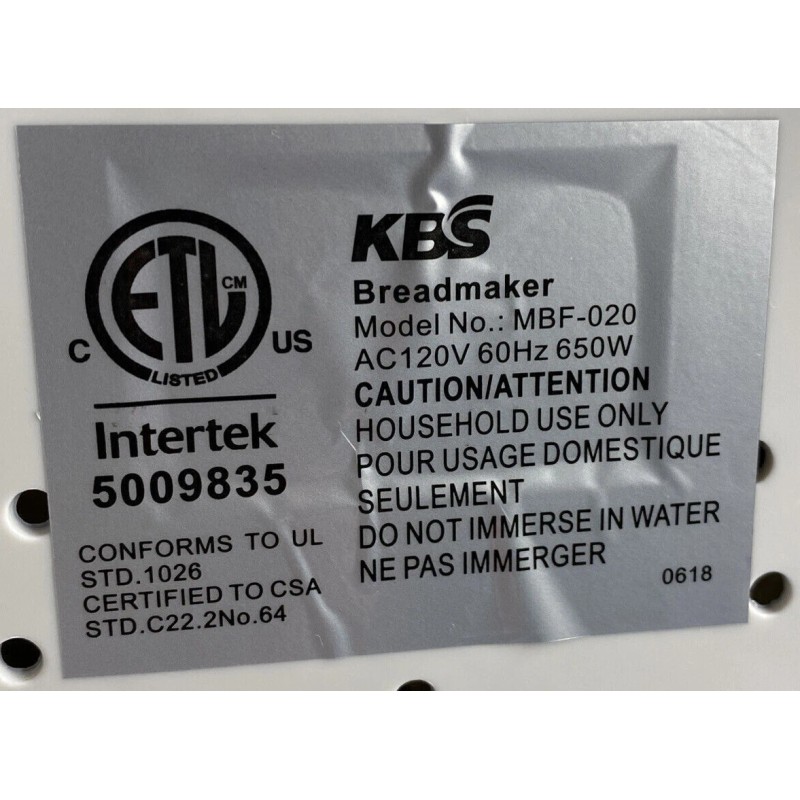 ETL CM
C US
LISTED
Intertek
5009835
CONFORMS TO UL
STD.1026
CERTIFIED TO CSA
STD.C22.2No.64
KBS
Breadmaker
Model No.: MBF-020
AC120V 60Hz 650W
CAUTION/ATTENTION
HOUSEHOLD USE ONLY
POUR USAGE DOMESTIQUE
SEULEMENT
DO NOT IMMERSE IN WATER
NE PAS IMMERGER
0618